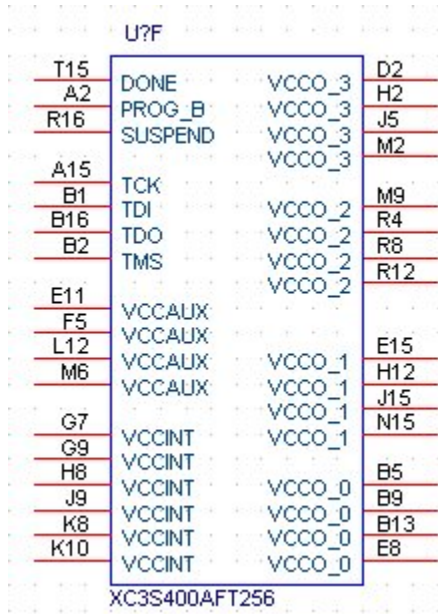 U?F
T15 DONE VCCO_3 D2
A2 PROG_B VCCO_3 H2
R16 SUSPEND VCCO_3 J5
VCCO_3 M2
A15 TCK
B1 TDI VCCO_2 M9
B16 TDO VCCO_2 R4
B2 TMS VCCO_2 R8
VCCO_2 R12
E11 VCCAUX
F5 VCCAUX
L12 VCCAUX VCCO_1 E15
M6 VCCAUX VCCO_1 H12
VCCO_1 J15
G7 VCCINT VCCO_1 N15
G9 VCCINT
H8 VCCINT VCCO_0 B5
J9 VCCINT VCCO_0 B9
K8 VCCINT VCCO_0 B13
K10 VCCINT VCCO_0 E8
XC3S400AFT256